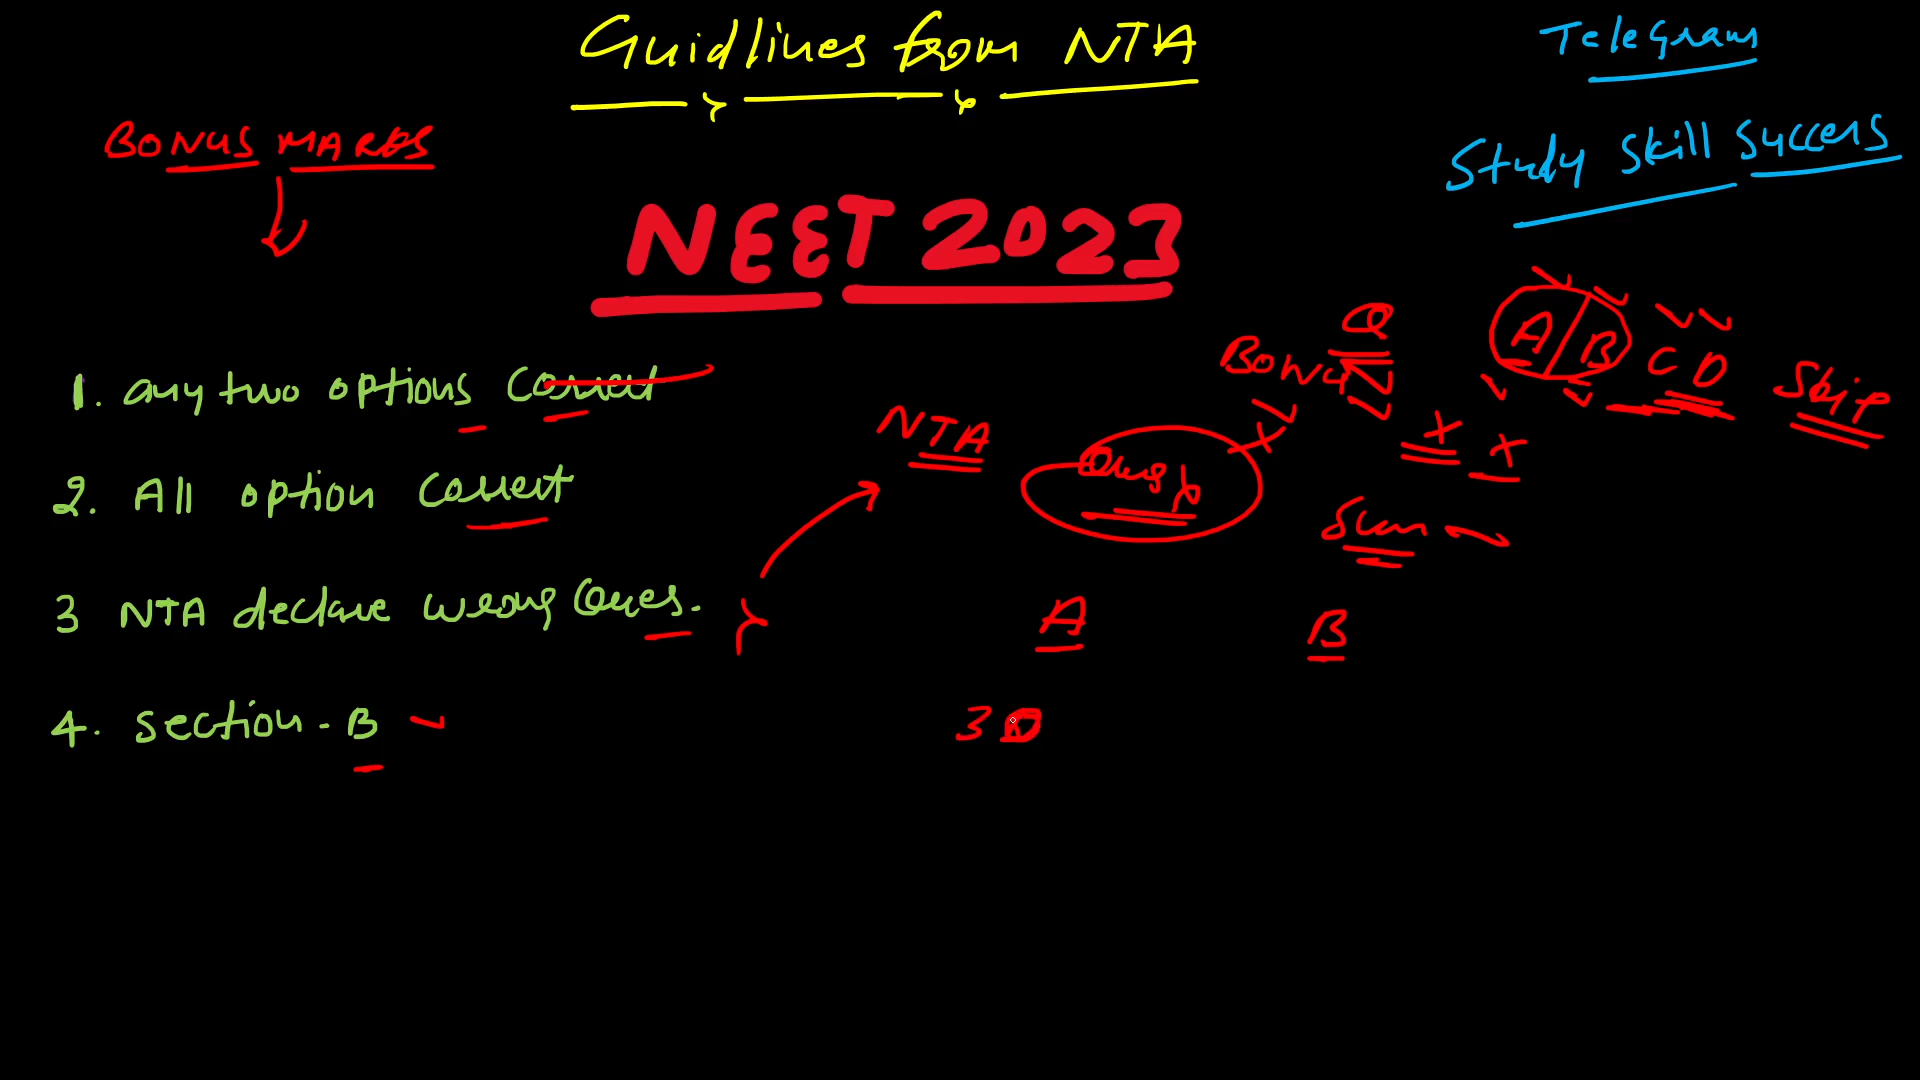 Guidlines from NTA
Telegram
Study Skill Success
BONUS MARKS
NEET 2023
1. any two options Correct
2. All option Correct
3 NTA declare wrong Ques.
4. Section - B
Bonus
Q
A B C D
Skip
NTA
Ques
x
x x
A
B
3